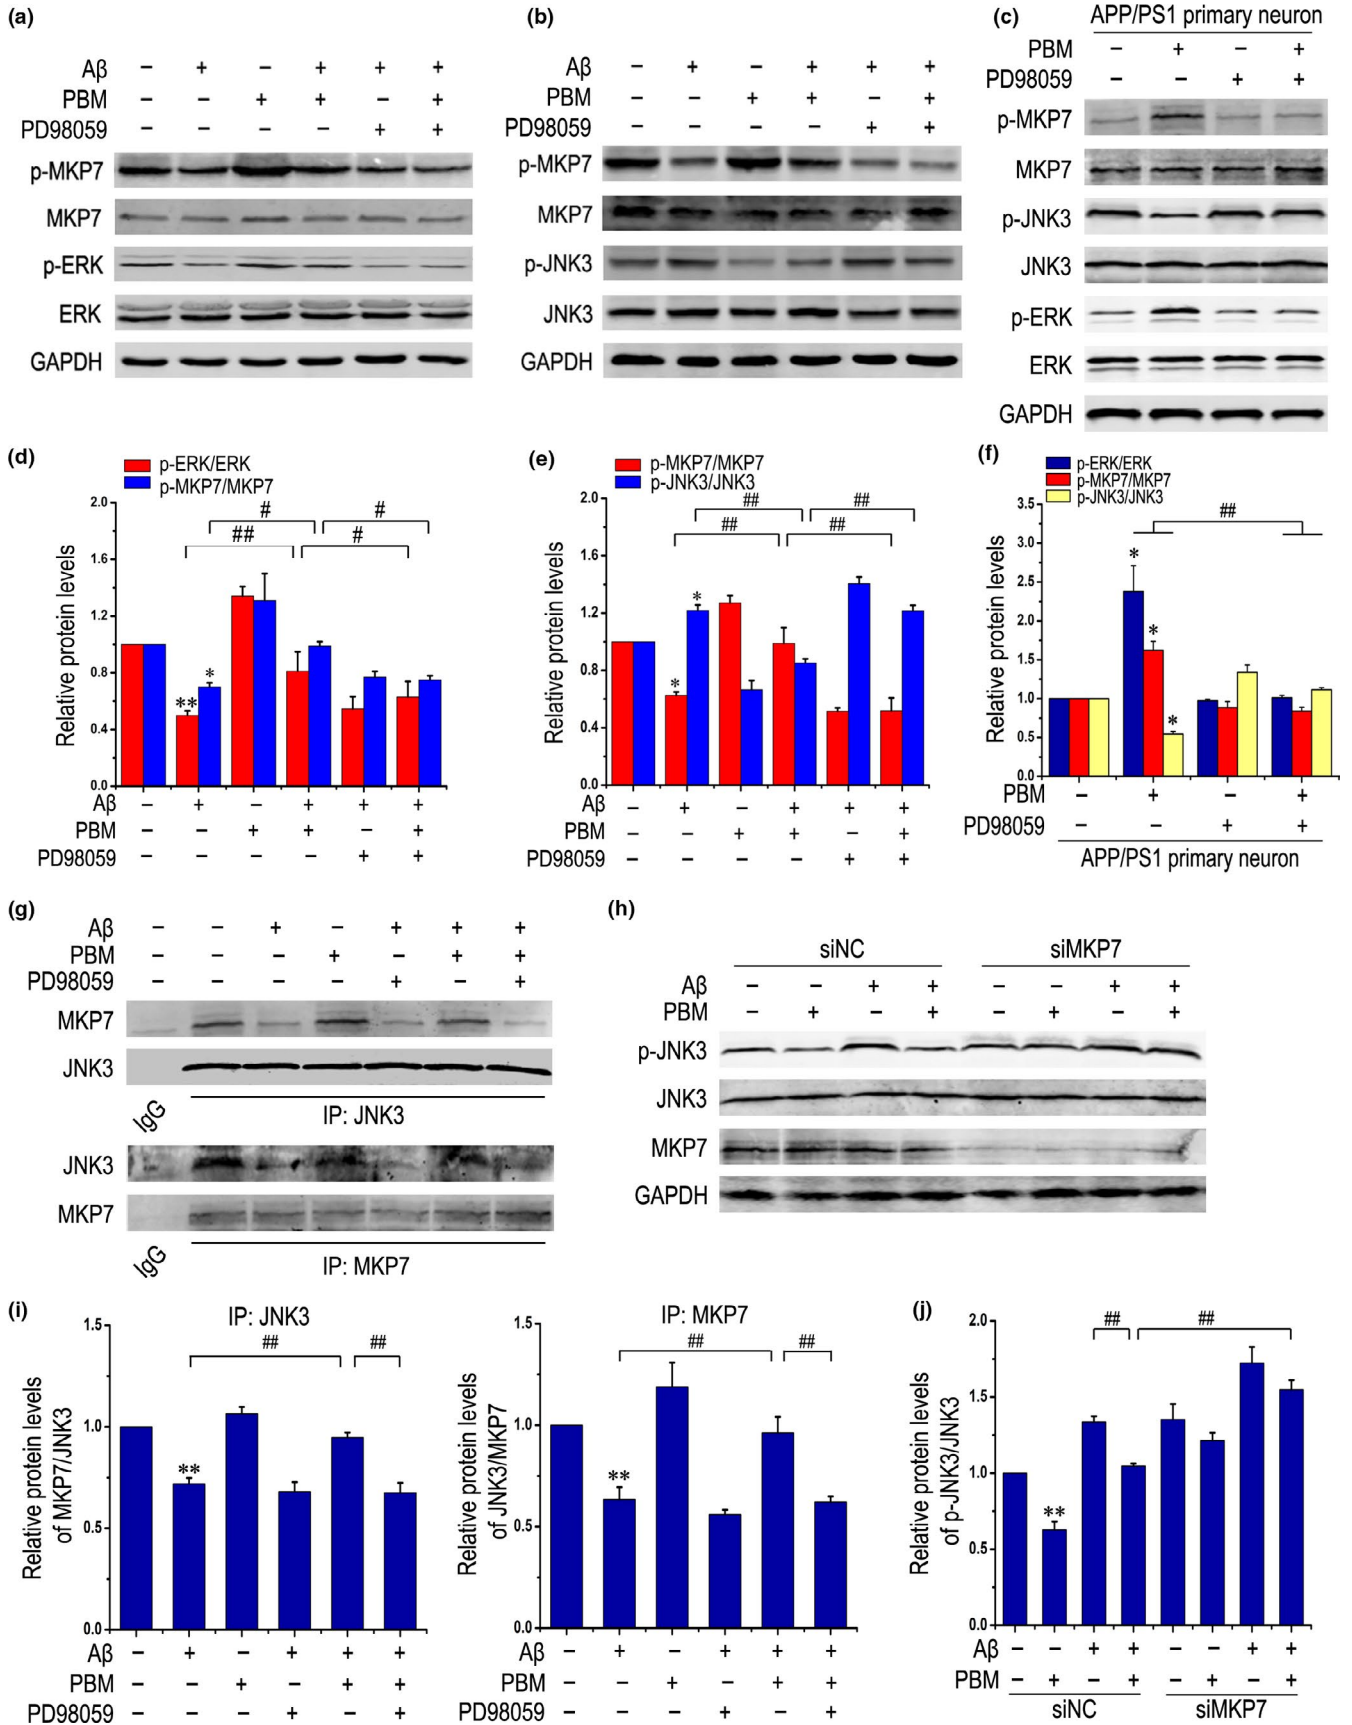 (a)
Aβ – + – + + +
PBM – – + + – +
PD98059 – – – – + +
p-MKP7
MKP7
p-ERK
ERK
GAPDH
(b)
Aβ – + – + + +
PBM – – + + – +
PD98059 – – – – + +
p-MKP7
MKP7
p-JNK3
JNK3
GAPDH
(c)
APP/PS1 primary neuron
PBM – + – +
PD98059 – – + +
p-MKP7
MKP7
p-JNK3
JNK3
p-ERK
ERK
GAPDH
(d)
p-ERK/ERK
p-MKP7/MKP7
Relative protein levels
2.0
1.6
1.2
0.8
0.4
0.0
# #
## #
** *
Aβ – + – + + +
PBM – – + + – +
PD98059 – – – – + +
(e)
p-MKP7/MKP7
p-JNK3/JNK3
Relative protein levels
2.0
1.6
1.2
0.8
0.4
0.0
## ##
## ##
* *
Aβ – + – + + +
PBM – – + + – +
PD98059 – – – – + +
(f)
p-ERK/ERK
p-MKP7/MKP7
p-JNK3/JNK3
Relative protein levels
3.5
3.0
2.5
2.0
1.5
1.0
0.5
0.0
##
* * *
PBM – + – +
PD98059 – – + +
APP/PS1 primary neuron
(g)
Aβ – – + – + + +
PBM – – – + – + +
PD98059 – – – – + – +
MKP7
JNK3
IgG
IP: JNK3
JNK3
MKP7
IgG
IP: MKP7
(h)
siNC siMKP7
Aβ – – + + – – + +
PBM – + – + – + – +
p-JNK3
JNK3
MKP7
GAPDH
(i)
IP: JNK3
Relative protein levels
of MKP7/JNK3
1.5
1.0
0.5
0.0
## ##
**
Aβ – + – + + +
PBM – – + – + +
PD98059 – – – + – +
IP: MKP7
Relative protein levels
of JNK3/MKP7
1.5
1.0
0.5
0.0
## ##
**
– + – + + +
– – + – + +
– – – + – +
(j)
Relative protein levels
of p-JNK3/JNK3
2.0
1.5
1.0
0.5
0.0
## ##
**
Aβ – – + + – – + +
PBM – + – + – + – +
siNC siMKP7